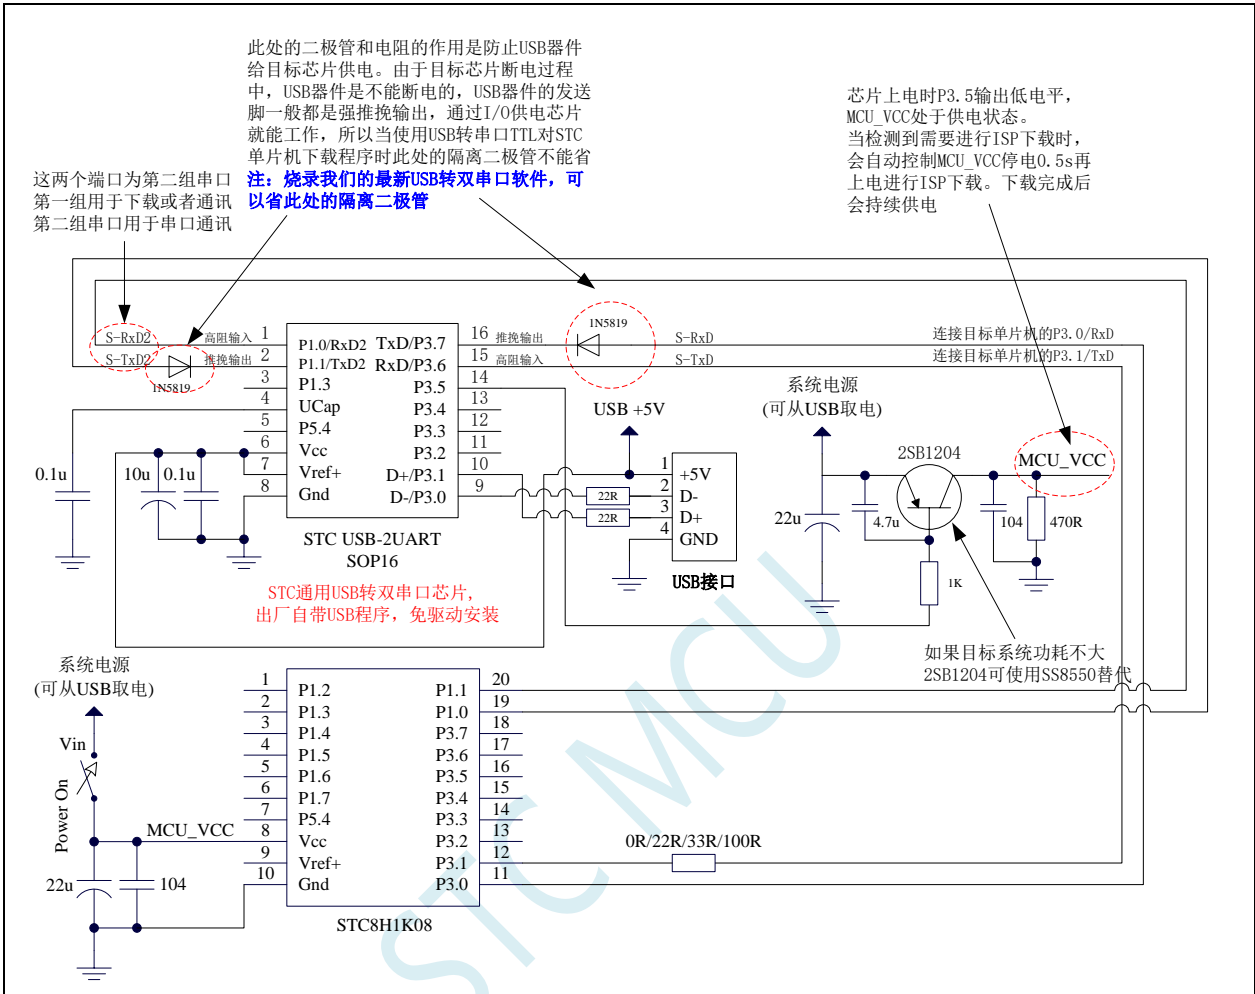 此处的二极管和电阻的作用是防止USB器件
给目标芯片供电。由于目标芯片断电过程
中，USB器件是不能断电的，USB器件的发送
脚一般都是强推挽输出，通过I/O供电芯片
就能工作，所以当使用USB转串口TTL对STC
单片机下载程序时此处的隔离二极管不能省
注：烧录我们的最新USB转双串口软件，可
以省此处的隔离二极管
芯片上电时P3.5输出低电平，
MCU_VCC处于供电状态。
当检测到需要进行ISP下载时，
会自动控制MCU_VCC停电0.5s再
上电进行ISP下载。下载完成后
会持续供电
这两个端口为第二组串口
第一组用于下载或者通讯
第二组串口用于串口通讯
S-RxD2
高阻输入
1
P1.0/RxD2
TxD/P3.7
16
推挽输出
1N5819
S-RxD
连接目标单片机的P3.0/RxD
S-TxD2
推挽输出
2
P1.1/TxD2
RxD/P3.6
15
高阻输入
S-TxD
连接目标单片机的P3.1/TxD
1N5819
3
P1.3
P3.5
14
4
UCap
P3.4
13
5
P5.4
P3.3
12
6
Vcc
P3.2
11
7
Vref+
D+/P3.1
10
8
Gnd
D-/P3.0
9
0.1u
10u
0.1u
STC USB-2UART
SOP16
STC通用USB转双串口芯片，
出厂自带USB程序，免驱动安装
USB +5V
22R
22R
1
+5V
2
D-
3
D+
4
GND
USB接口
系统电源
(可从USB取电)
22u
4.7u
2SB1204
MCU_VCC
104
470R
1K
如果目标系统功耗不大
2SB1204可使用SS8550替代
系统电源
(可从USB取电)
Vin
Power On
MCU_VCC
22u
104
1
P1.2
P1.1
20
2
P1.3
P1.0
19
3
P1.4
P3.7
18
4
P1.5
P3.6
17
5
P1.6
P3.5
16
6
P1.7
P3.4
15
7
P5.4
P3.3
14
8
Vcc
P3.2
13
9
Vref+
P3.1
12
10
Gnd
P3.0
11
0R/22R/33R/100R
STC8H1K08
STC MCU